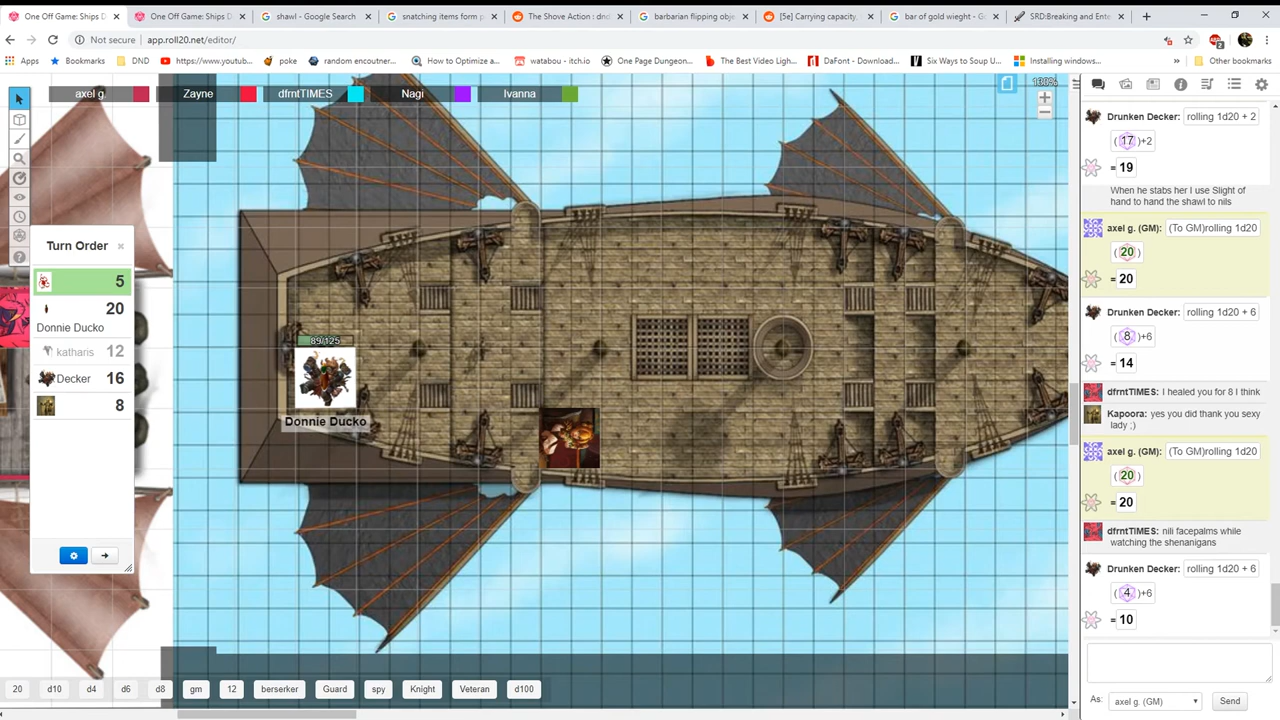 One Off Game: Ships D
One Off Game: Ships D
shawl - Google Search
snatching items form p
The Shove Action : dnd
barbarian flipping obje
[5e] Carrying capacity,
bar of gold wieght - G
SRD:Breaking and Ente
Not secure | app.roll20.net/editor/
Apps
Bookmarks
DND
https://www.youtub...
poke
random encoutner...
How to Optimize a...
watabou - itch.io
One Page Dungeon...
The Best Video Ligh...
DaFont - Download...
Six Ways to Soup U...
Installing windows...
»
Other bookmarks
axel g.
Zayne
dfrntTIMES
Nagi
Ivanna
Turn Order
5
20
Donnie Ducko
katharis 12
Decker 16
8
89/125
Donnie Ducko
Drunken Decker: rolling 1d20 + 2
(17)+2
= 19
When he stabs her I use Slight of
hand to hand the shawl to nils
axel g. (GM): (To GM)rolling 1d20
(20)
= 20
Drunken Decker: rolling 1d20 + 6
(8)+6
= 14
dfrntTIMES: I healed you for 8 I think
Kapoora: yes you did thank you sexy
lady ;)
axel g. (GM): (To GM)rolling 1d20
(20)
= 20
dfrntTIMES: nili facepalms while
watching the shenanigans
Drunken Decker: rolling 1d20 + 6
(4)+6
= 10
20
d10
d4
d6
d8
gm
12
berserker
Guard
spy
Knight
Veteran
d100
As:
axel g. (GM)
Send